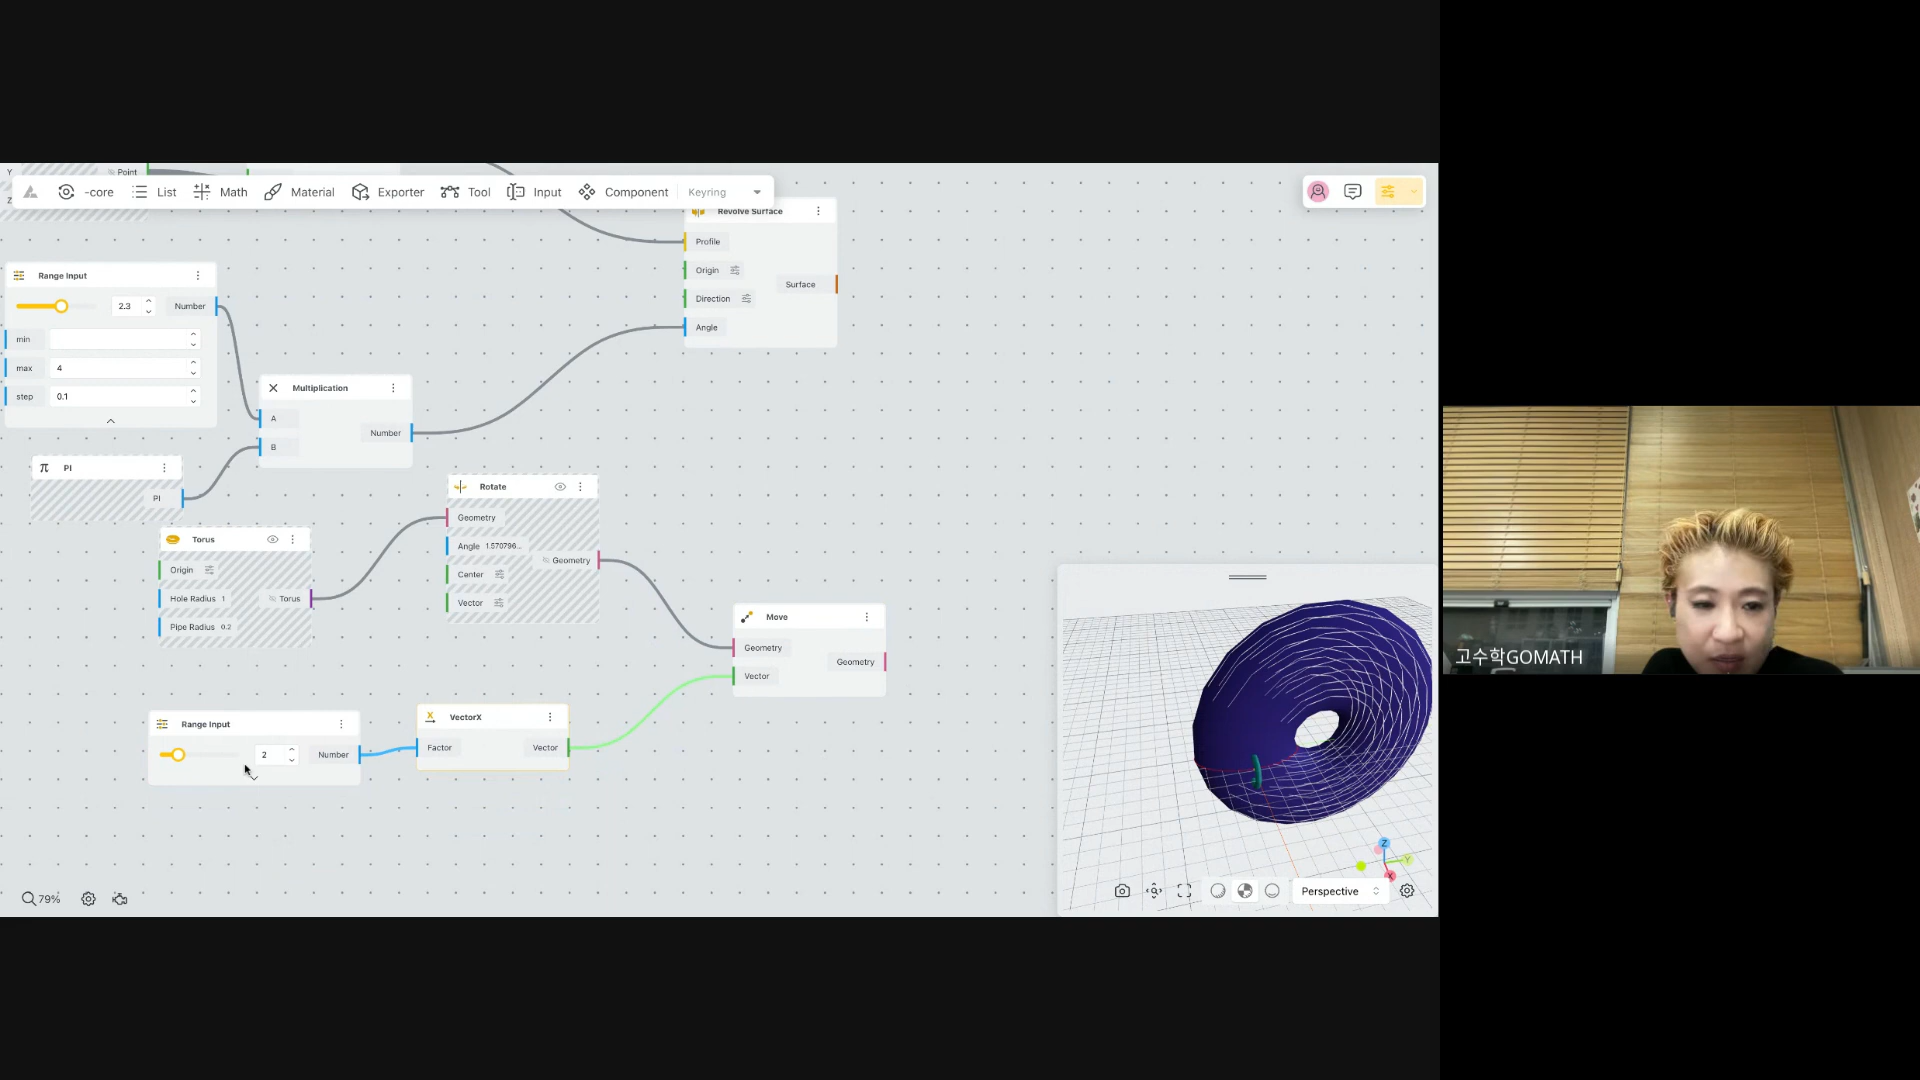 Y
Point
Z
-core
List
Math
Material
Exporter
Tool
Input
Component
Keyring
Revolve Surface
Profile
Origin
Surface
Direction
Angle
Range Input
2.3
Number
min
max
4
step
0.1
Multiplication
A
Number
B
π
PI
PI
Rotate
Geometry
Angle 1.570796...
Geometry
Center
Vector
Torus
Origin
Hole Radius 1
Torus
Pipe Radius 0.2
Move
Geometry
Geometry
Vector
Range Input
2
Number
X
VectorX
Factor
Vector
79%
Z
Y
X
Perspective
고수학GOMATH